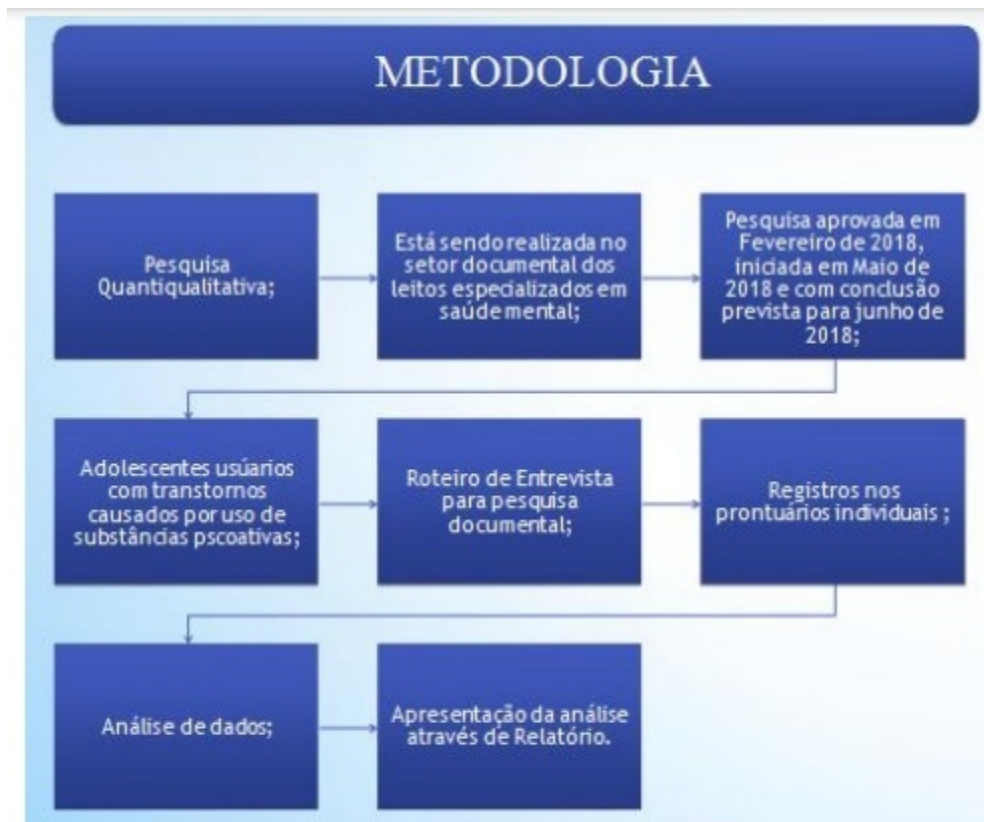 METODOLOGIA
Pesquisa
Quantiqualitativa;
Está sendo realizada no
setor documental dos
leitos especializados em
saúde mental;
Pesquisa aprovada em
Fevereiro de 2018,
iniciada em Maio de
2018 e com conclusão
prevista para junho de
2018;
Adolescentes usúarios
com transtornos
causados por uso de
substâncias pscoativas;
Roteiro de Entrevista
para pesquisa
documental;
Registros nos
prontuários individuais ;
Análise de dados;
Apresentação da análise
através de Relatório.